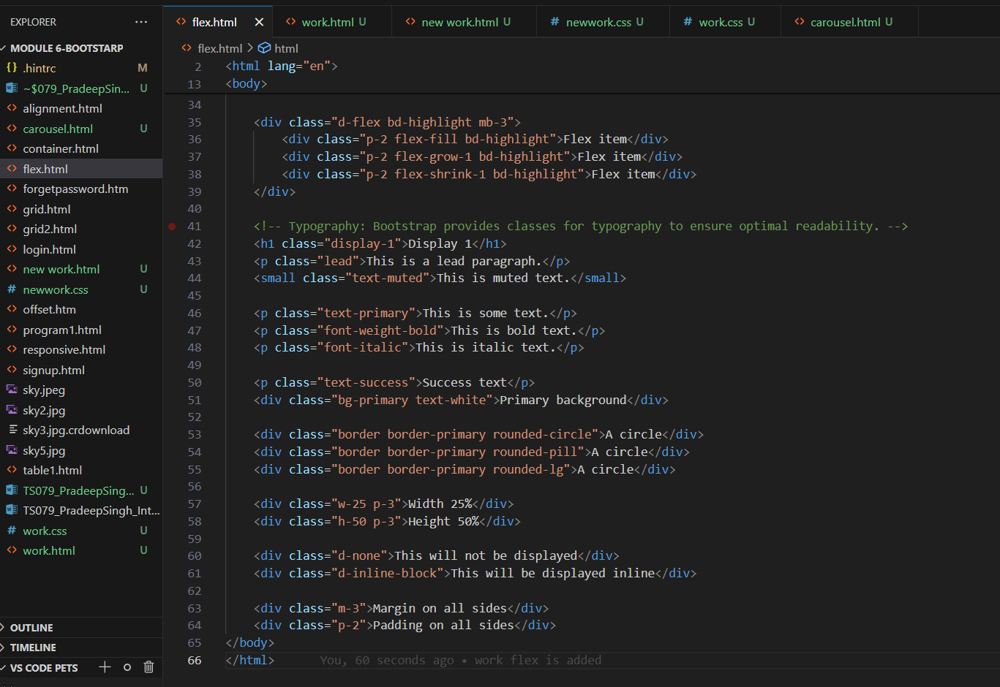 EXPLORER ...
MODULE 6-BOOTSTARP
{} .hintrc M
~$079_PradeepSin... U
<> alignment.html
<> carousel.html U
<> container.html
<> flex.html
<> forgetpassword.htm
<> grid.html
<> grid2.html
<> login.html
<> new work.html U
# newwork.css U
<> offset.htm
<> program1.html
<> responsive.html
<> signup.html
sky.jpeg
sky2.jpg
sky3.jpg.crdownload
sky5.jpg
<> table1.html
TS079_PradeepSing... U
TS079_PradeepSingh_Int...
# work.css U
<> work.html U
OUTLINE
TIMELINE
VS CODE PETS
<> flex.html <> work.html U <> new work.html U # newwork.css U # work.css U <> carousel.html U
<> flex.html > html
2 <html lang="en">
13 <body>
34
35 <div class="d-flex bd-highlight mb-3">
36 <div class="p-2 flex-fill bd-highlight">Flex item</div>
37 <div class="p-2 flex-grow-1 bd-highlight">Flex item</div>
38 <div class="p-2 flex-shrink-1 bd-highlight">Flex item</div>
39 </div>
40
41 <!-- Typography: Bootstrap provides classes for typography to ensure optimal readability. -->
42 <h1 class="display-1">Display 1</h1>
43 <p class="lead">This is a lead paragraph.</p>
44 <small class="text-muted">This is muted text.</small>
45
46 <p class="text-primary">This is some text.</p>
47 <p class="font-weight-bold">This is bold text.</p>
48 <p class="font-italic">This is italic text.</p>
49
50 <p class="text-success">Success text</p>
51 <div class="bg-primary text-white">Primary background</div>
52
53 <div class="border border-primary rounded-circle">A circle</div>
54 <div class="border border-primary rounded-pill">A circle</div>
55 <div class="border border-primary rounded-lg">A circle</div>
56
57 <div class="w-25 p-3">Width 25%</div>
58 <div class="h-50 p-3">Height 50%</div>
59
60 <div class="d-none">This will not be displayed</div>
61 <div class="d-inline-block">This will be displayed inline</div>
62
63 <div class="m-3">Margin on all sides</div>
64 <div class="p-2">Padding on all sides</div>
65 </body>
66 </html> You, 60 seconds ago • work flex is added